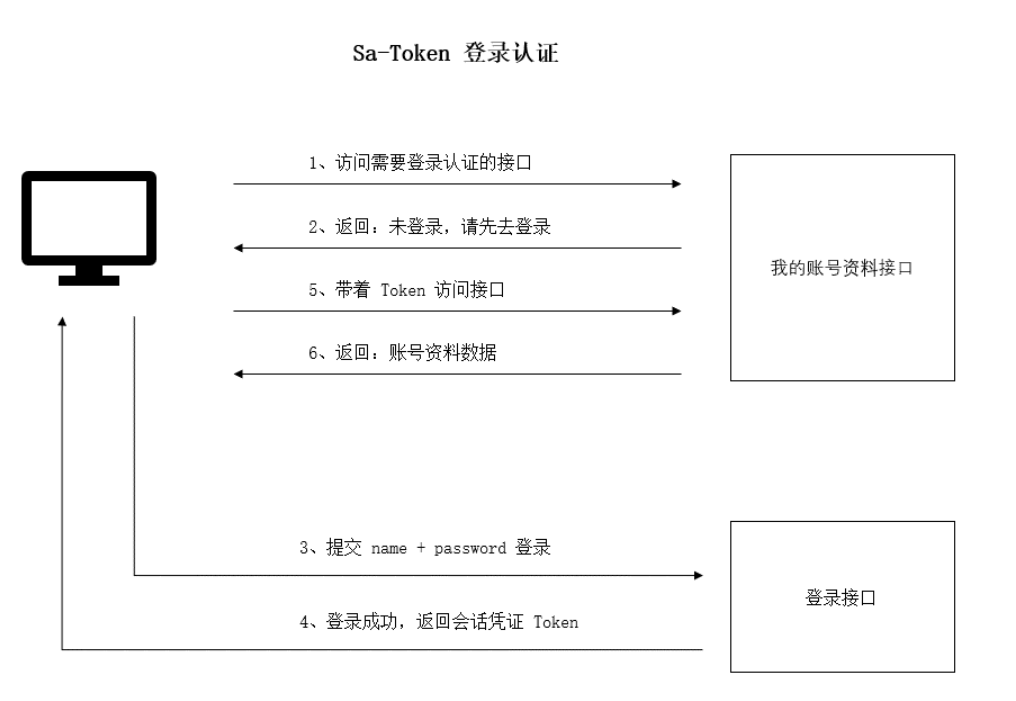 Sa-Token 登录认证
1、访问需要登录认证的接口
2、返回：未登录，请先去登录
我的账号资料接口
5、带着 Token 访问接口
6、返回：账号资料数据
3、提交 name + password 登录
登录接口
4、登录成功，返回会话凭证 Token